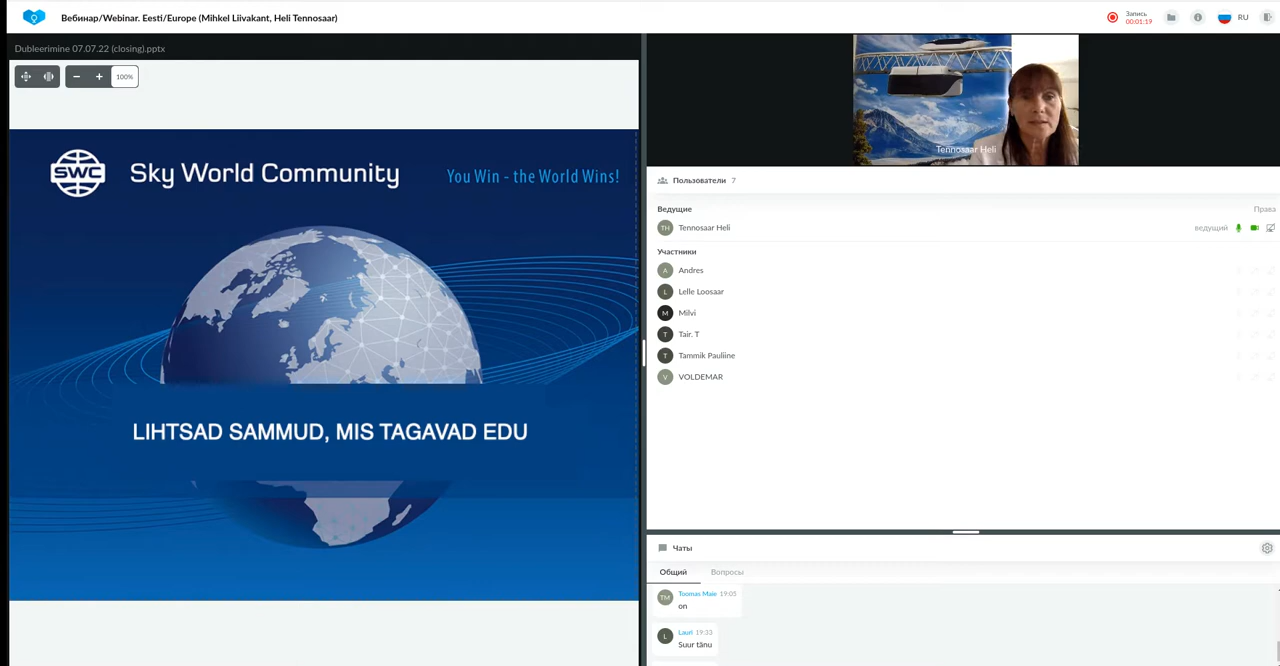 Вебинар/Webinar. Eesti/Europe (Mihkel Liivakant, Heli Tennosaar)
Запись
00:01:19
RU
Dubleerimine 07.07.22 (closing).pptx
100%
SWC
Sky World Community
You Win - the World Wins!
LIHTSAD SAMMUD, MIS TAGAVAD EDU
Tennosaar Heli
Пользователи 7
Ведущие
Права
TH Tennosaar Heli
ведущий
Участники
A Andres
L Lelle Loosaar
M Milvi
T Tair. T
T Tammik Pauliine
V VOLDEMAR
Чаты
Общий Вопросы
TM Toomas Maie 19:05
on
L Lauri 19:33
Suur tänu